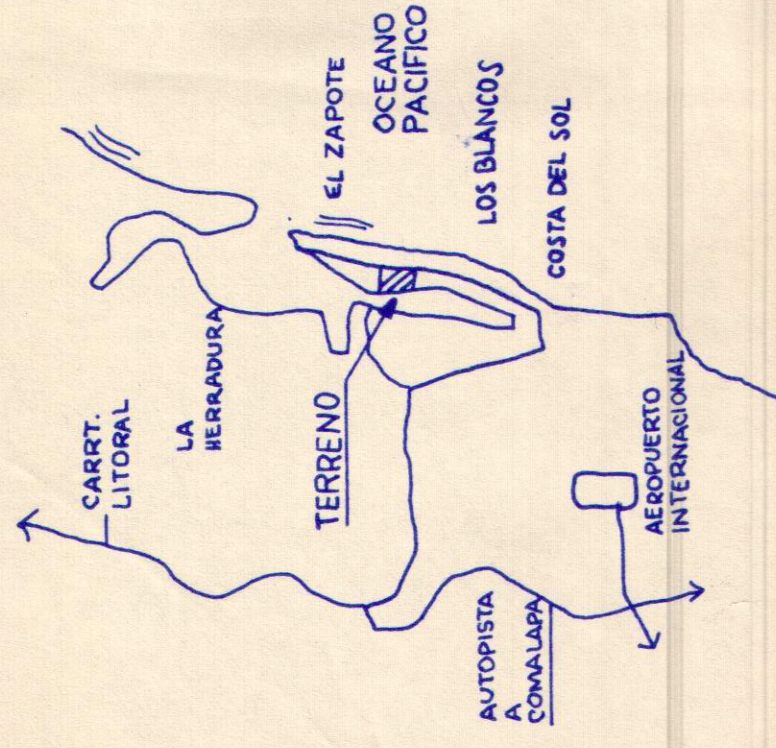 CARRT.
LITORAL
LA
HERRADURA
TERRENO
EL ZAPOTE
OCEANO
PACIFICO
LOS BLANCOS
COSTA DEL SOL
AUTOPISTA
A
COMALAPA
AEROPUERTO
INTERNACIONAL